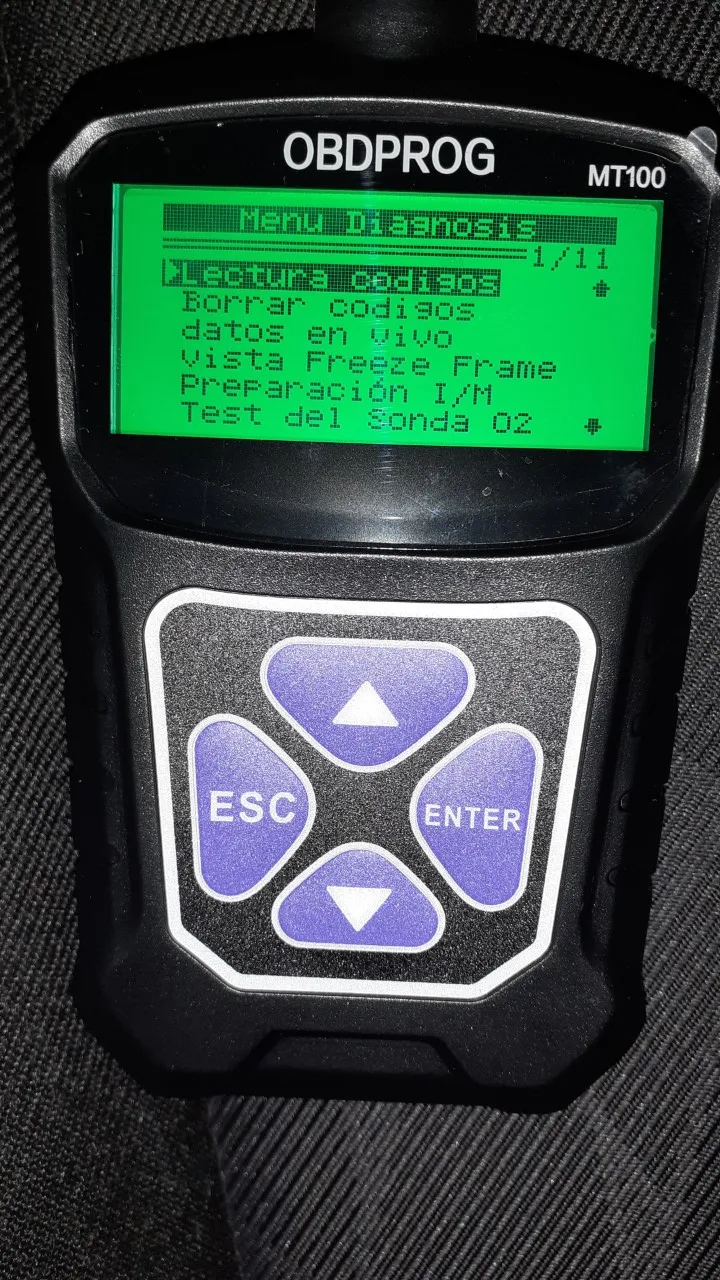 OBDPROG
MT100
Menu Diagnosis
1/11
Lectura codigos
Borrar codigos
datos en vivo
vista Freeze Frame
Preparación I/M
Test del Sonda O2
ESC
ENTER